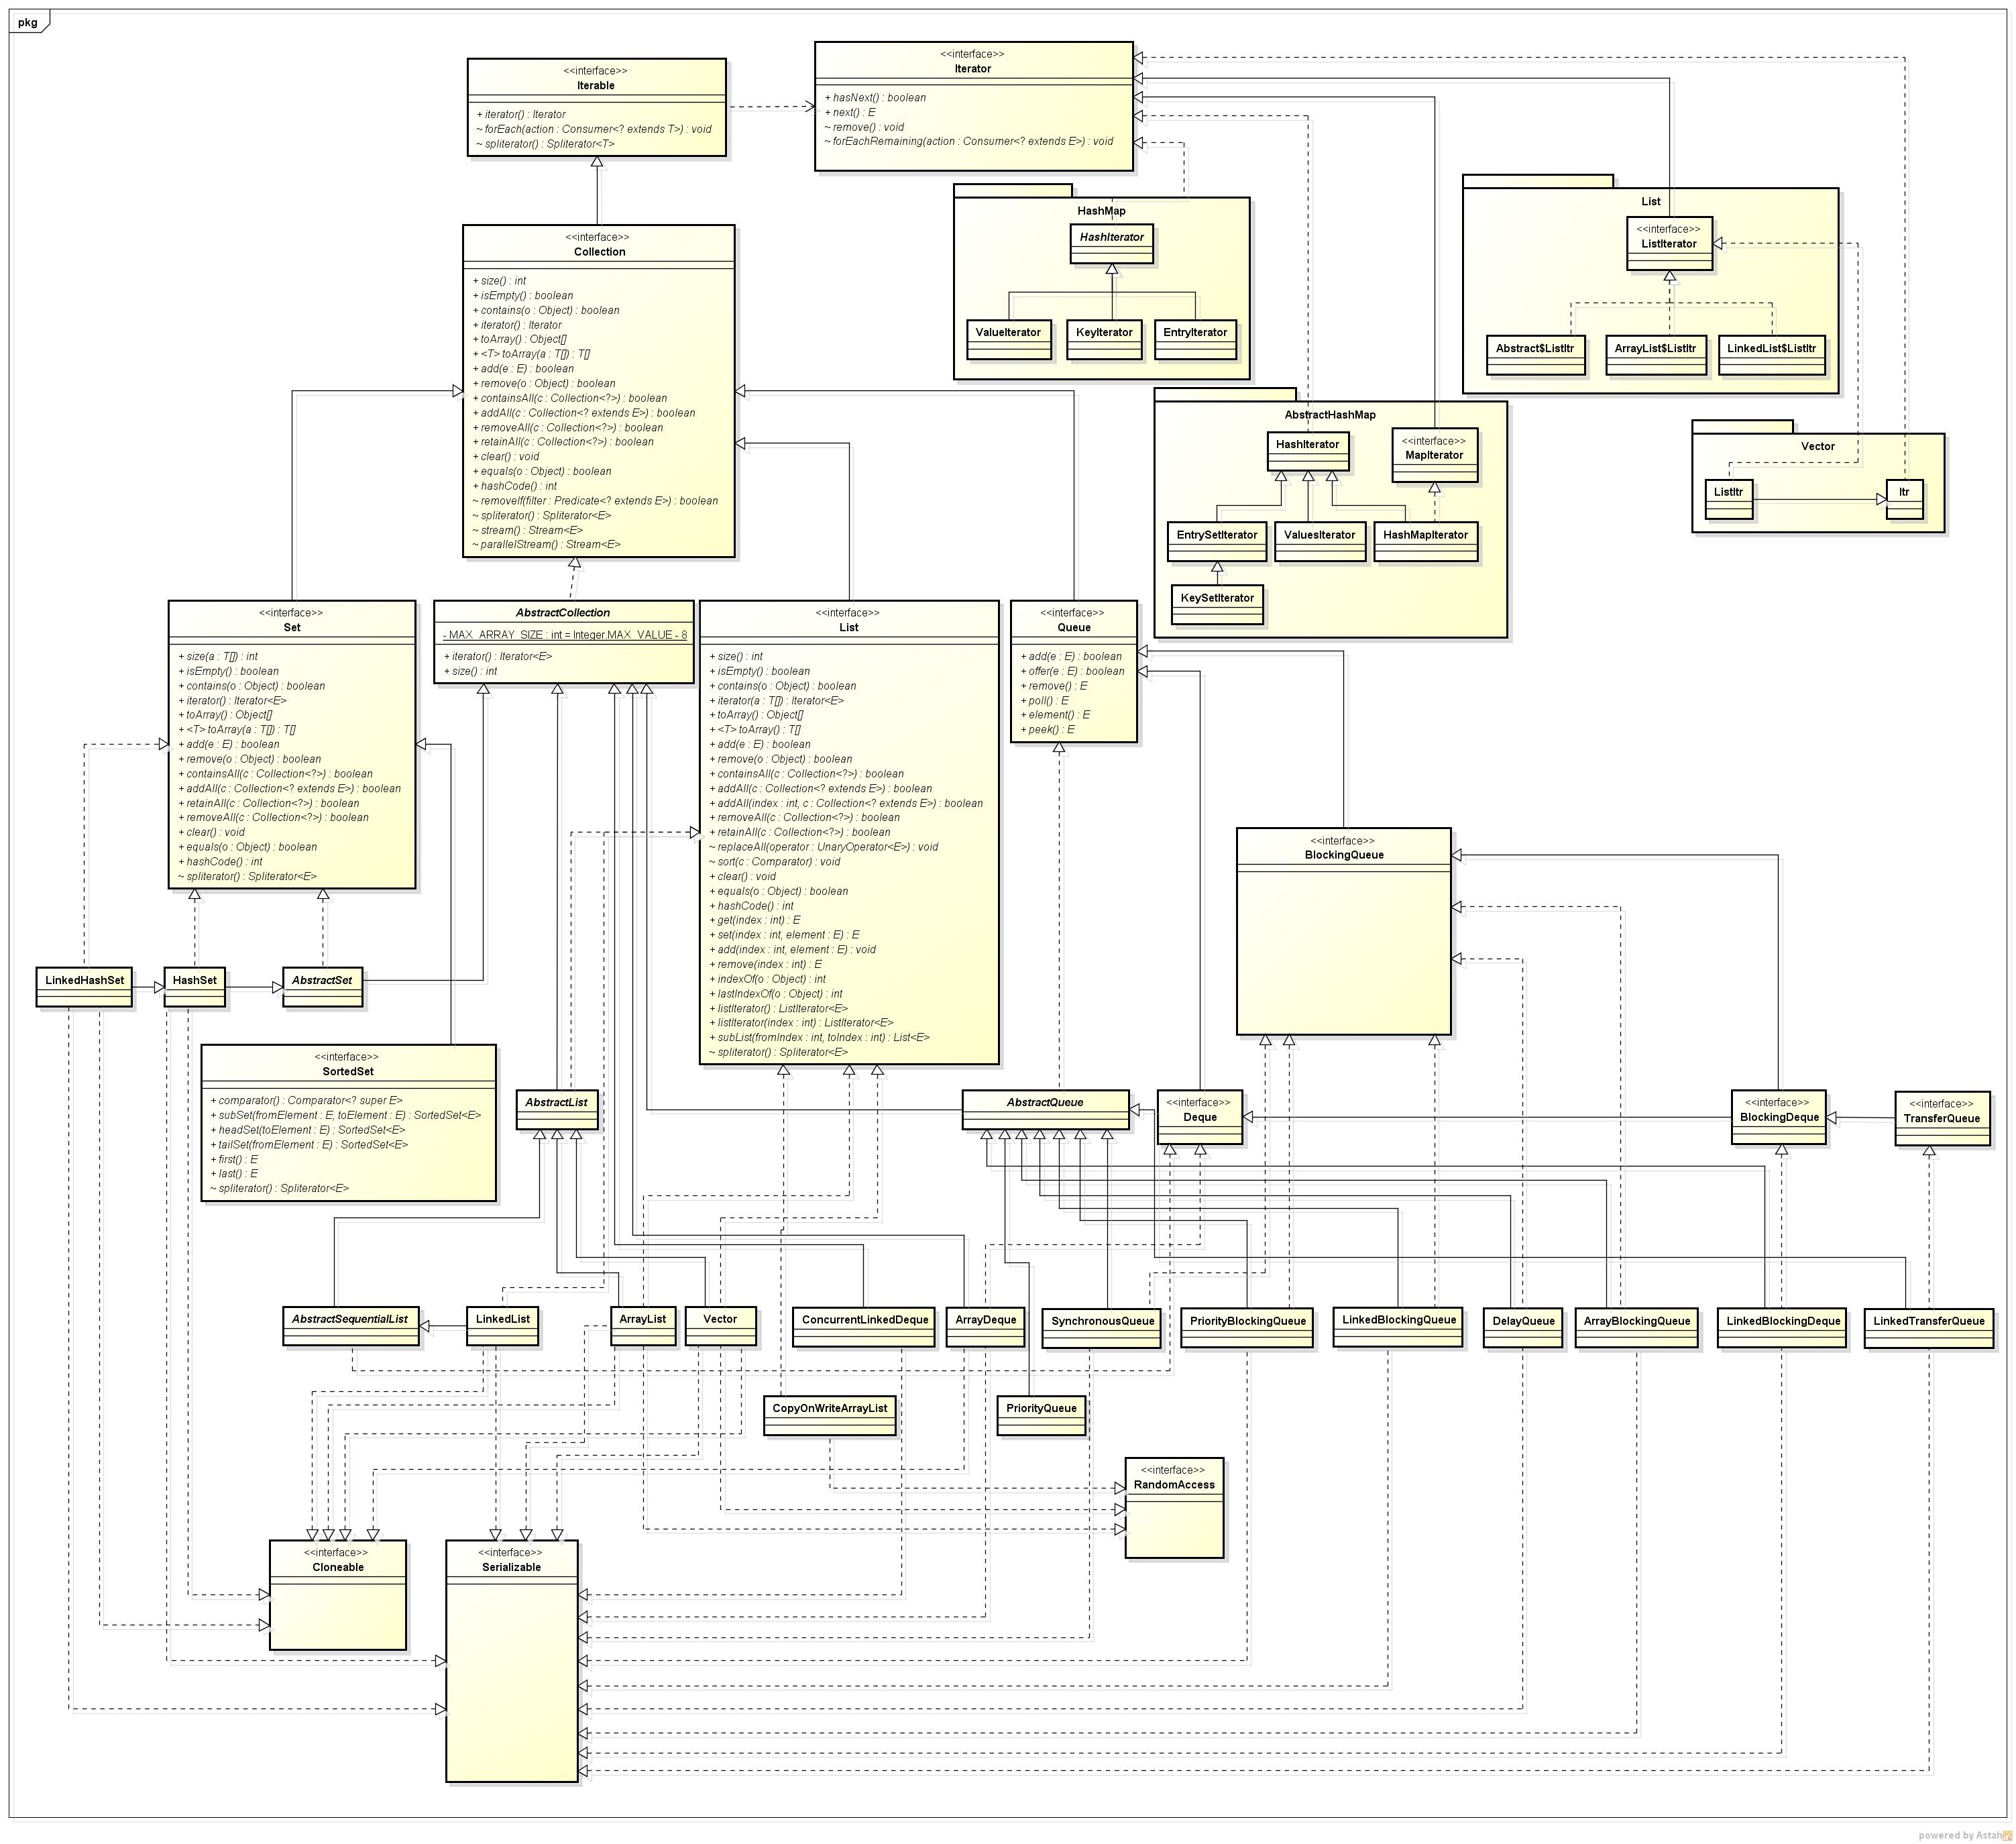 pkg
<<interface>>
Iterable
+ iterator() : Iterator
~ forEach(action : Consumer<? extends T>) : void
~ spliterator() : Spliterator<T>
<<interface>>
Iterator
+ hasNext() : boolean
+ next() : E
~ remove() : void
~ forEachRemaining(action : Consumer<? extends E>) : void
HashMap
HashIterator
ValueIterator
KeyIterator
EntryIterator
List
<<interface>>
ListIterator
Abstract$ListItr
ArrayList$ListItr
LinkedList$ListItr
<<interface>>
Collection
+ size() : int
+ isEmpty() : boolean
+ contains(o : Object) : boolean
+ iterator() : Iterator
+ toArray() : Object[]
+ <T> toArray(a : T[]) : T[]
+ add(e : E) : boolean
+ remove(o : Object) : boolean
+ containsAll(c : Collection<?>) : boolean
+ addAll(c : Collection<? extends E>) : boolean
+ removeAll(c : Collection<?>) : boolean
+ retainAll(c : Collection<?>) : boolean
+ clear() : void
+ equals(o : Object) : boolean
+ hashCode() : int
~ removeIf(filter : Predicate<? extends E>) : boolean
~ spliterator() : Spliterator<E>
~ stream() : Stream<E>
~ parallelStream() : Stream<E>
AbstractHashMap
HashIterator
<<interface>>
MapIterator
EntrySetIterator
ValuesIterator
HashMapIterator
KeySetIterator
Vector
ListItr
Itr
<<interface>>
Set
+ size(a : T[]) : int
+ isEmpty() : boolean
+ contains(o : Object) : boolean
+ iterator() : Iterator<E>
+ toArray() : Object[]
+ <T> toArray(a : T[]) : T[]
+ add(e : E) : boolean
+ remove(o : Object) : boolean
+ containsAll(c : Collection<?>) : boolean
+ addAll(c : Collection<? extends E>) : boolean
+ retainAll(c : Collection<?>) : boolean
+ removeAll(c : Collection<?>) : boolean
+ clear() : void
+ equals(o : Object) : boolean
+ hashCode() : int
~ spliterator() : Spliterator<E>
AbstractCollection
- MAX_ARRAY_SIZE : int = Integer.MAX_VALUE - 8
+ iterator() : Iterator<E>
+ size() : int
<<interface>>
List
+ size() : int
+ isEmpty() : boolean
+ contains(o : Object) : boolean
+ iterator(a : T[]) : Iterator<E>
+ toArray() : Object[]
+ <T> toArray() : T[]
+ add(e : E) : boolean
+ remove(o : Object) : boolean
+ containsAll(c : Collection<?>) : boolean
+ addAll(c : Collection<? extends E>) : boolean
+ addAll(index : int, c : Collection<? extends E>) : boolean
+ removeAll(c : Collection<?>) : boolean
+ retainAll(c : Collection<?>) : boolean
~ replaceAll(operator : UnaryOperator<E>) : void
~ sort(c : Comparator) : void
+ clear() : void
+ equals(o : Object) : boolean
+ hashCode() : int
+ get(index : int) : E
+ set(index : int, element : E) : E
+ add(index : int, element : E) : void
+ remove(index : int) : E
+ indexOf(o : Object) : int
+ lastIndexOf(o : Object) : int
+ listIterator() : ListIterator<E>
+ listIterator(index : int) : ListIterator<E>
+ subList(fromIndex : int, toIndex : int) : List<E>
~ spliterator() : Spliterator<E>
<<interface>>
Queue
+ add(e : E) : boolean
+ offer(e : E) : boolean
+ remove() : E
+ poll() : E
+ element() : E
+ peek() : E
<<interface>>
BlockingQueue
LinkedHashSet
HashSet
AbstractSet
<<interface>>
SortedSet
+ comparator() : Comparator<? super E>
+ subSet(fromElement : E, toElement : E) : SortedSet<E>
+ headSet(toElement : E) : SortedSet<E>
+ tailSet(fromElement : E) : SortedSet<E>
+ first() : E
+ last() : E
~ spliterator() : Spliterator<E>
AbstractList
AbstractQueue
<<interface>>
Deque
<<interface>>
BlockingDeque
<<interface>>
TransferQueue
AbstractSequentialList
LinkedList
ArrayList
Vector
ConcurrentLinkedDeque
ArrayDeque
SynchronousQueue
PriorityBlockingQueue
LinkedBlockingQueue
DelayQueue
ArrayBlockingQueue
LinkedBlockingDeque
LinkedTransferQueue
CopyOnWriteArrayList
PriorityQueue
<<interface>>
RandomAccess
<<interface>>
Cloneable
<<interface>>
Serializable
powered by Astah